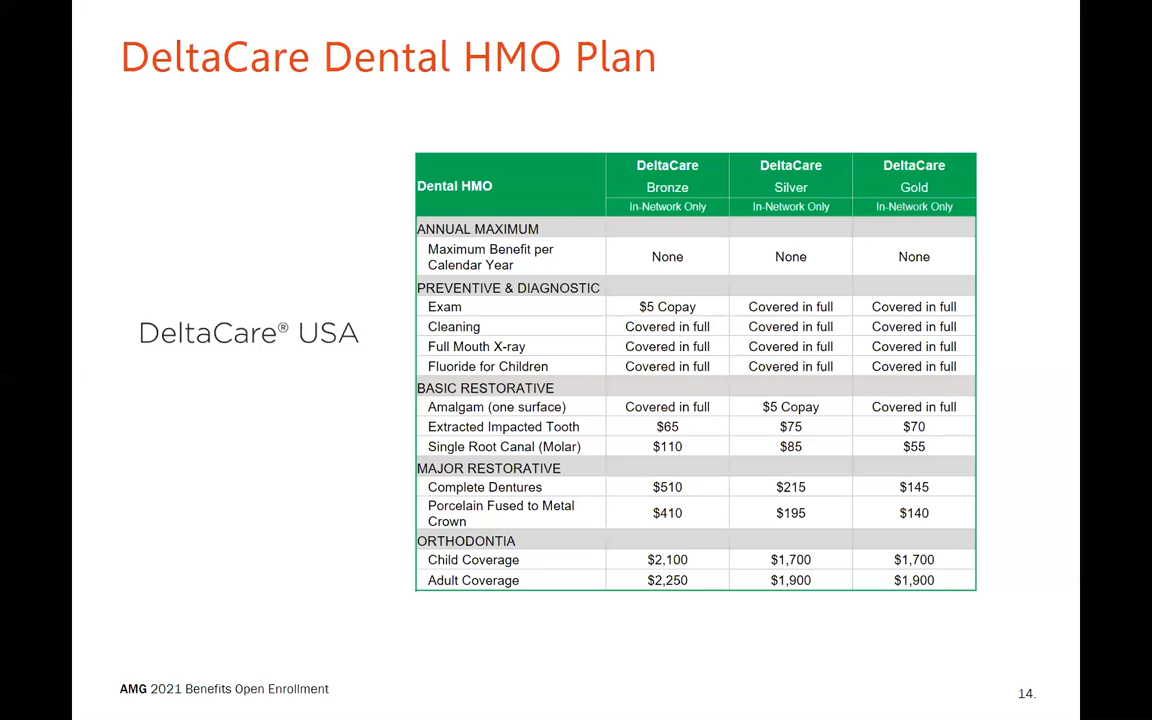 DeltaCare Dental HMO Plan
DeltaCare® USA
Dental HMO DeltaCare Bronze In-Network Only DeltaCare Silver In-Network Only DeltaCare Gold In-Network Only
ANNUAL MAXIMUM
Maximum Benefit per Calendar Year None None None
PREVENTIVE & DIAGNOSTIC
Exam $5 Copay Covered in full Covered in full
Cleaning Covered in full Covered in full Covered in full
Full Mouth X-ray Covered in full Covered in full Covered in full
Fluoride for Children Covered in full Covered in full Covered in full
BASIC RESTORATIVE
Amalgam (one surface) Covered in full $5 Copay Covered in full
Extracted Impacted Tooth $65 $75 $70
Single Root Canal (Molar) $110 $85 $55
MAJOR RESTORATIVE
Complete Dentures $510 $215 $145
Porcelain Fused to Metal Crown $410 $195 $140
ORTHODONTIA
Child Coverage $2,100 $1,700 $1,700
Adult Coverage $2,250 $1,900 $1,900
AMG 2021 Benefits Open Enrollment
14.